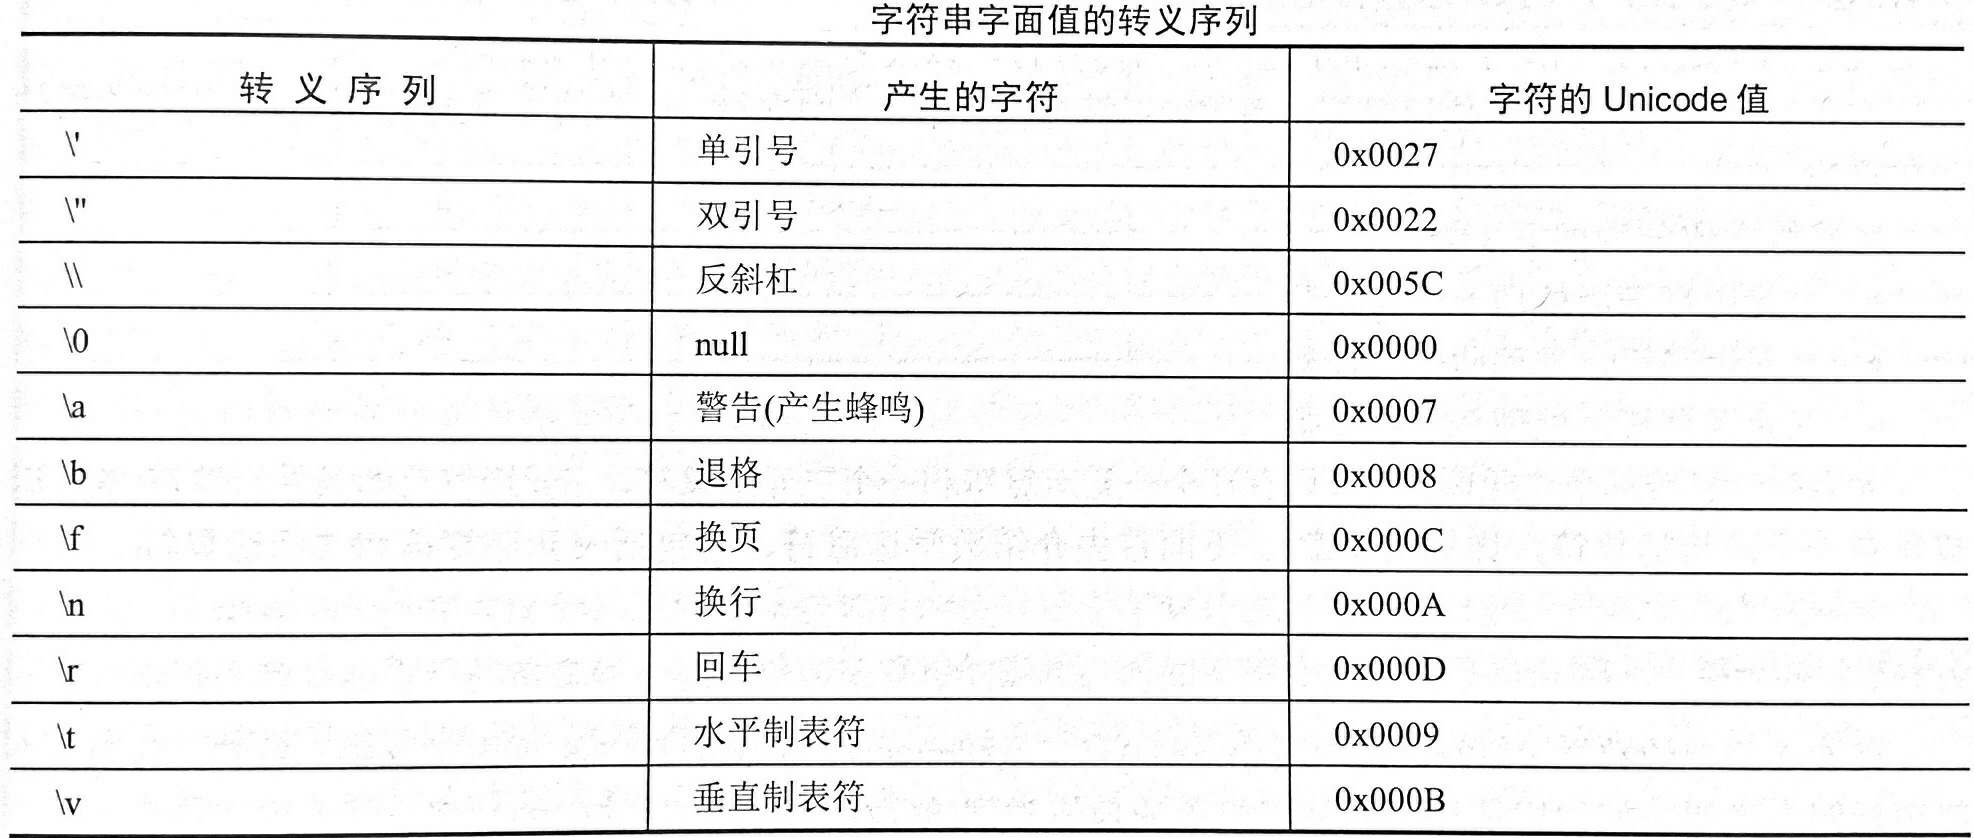 字符串字面值的转义序列
转义序列 产生的字符 字符的 Unicode 值
\' 单引号 0x0027
\" 双引号 0x0022
\\ 反斜杠 0x005C
\0 null 0x0000
\a 警告(产生蜂鸣) 0x0007
\b 退格 0x0008
\f 换页 0x000C
\n 换行 0x000A
\r 回车 0x000D
\t 水平制表符 0x0009
\v 垂直制表符 0x000B